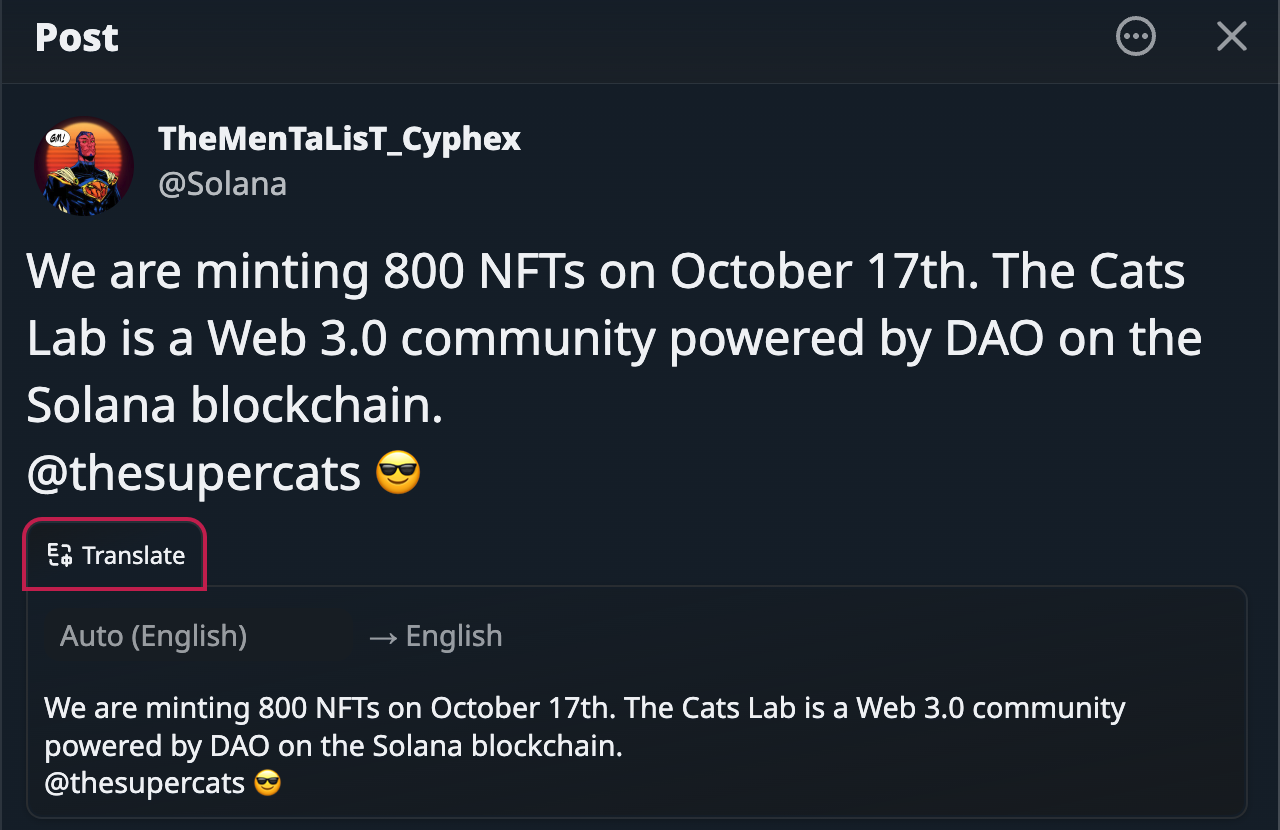 Post
GM!
TheMenTaLisT_Cyphex
@Solana
We are minting 800 NFTs on October 17th. The Cats
Lab is a Web 3.0 community powered by DAO on the
Solana blockchain.
@thesupercats 😎
Translate
Auto (English) → English
We are minting 800 NFTs on October 17th. The Cats Lab is a Web 3.0 community
powered by DAO on the Solana blockchain.
@thesupercats 😎